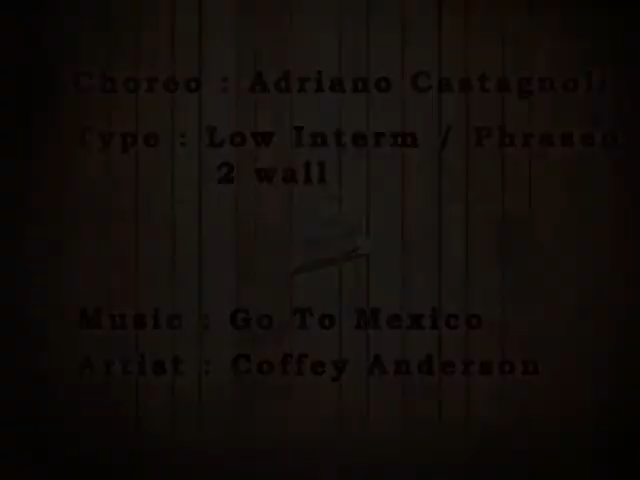 Choreo : Adriano Castagnoli
Type : Low Interm / Phrased
2 wall
Music : Go To Mexico
Artist : Coffey Anderson